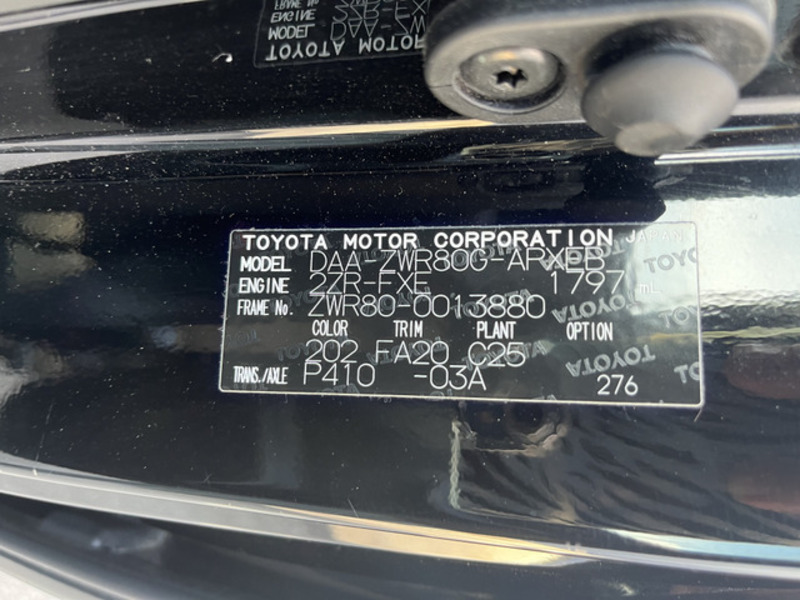 TOYOTA MOTOR CORPORATION JAPAN
MODEL DAA-ZWR80G-APXEB
ENGINE 2ZR-FXE 1797 mL
FRAME No. ZWR80-0013880
COLOR TRIM PLANT OPTION
202 FA20 C25
TRANS./AXLE P410 -03A 276